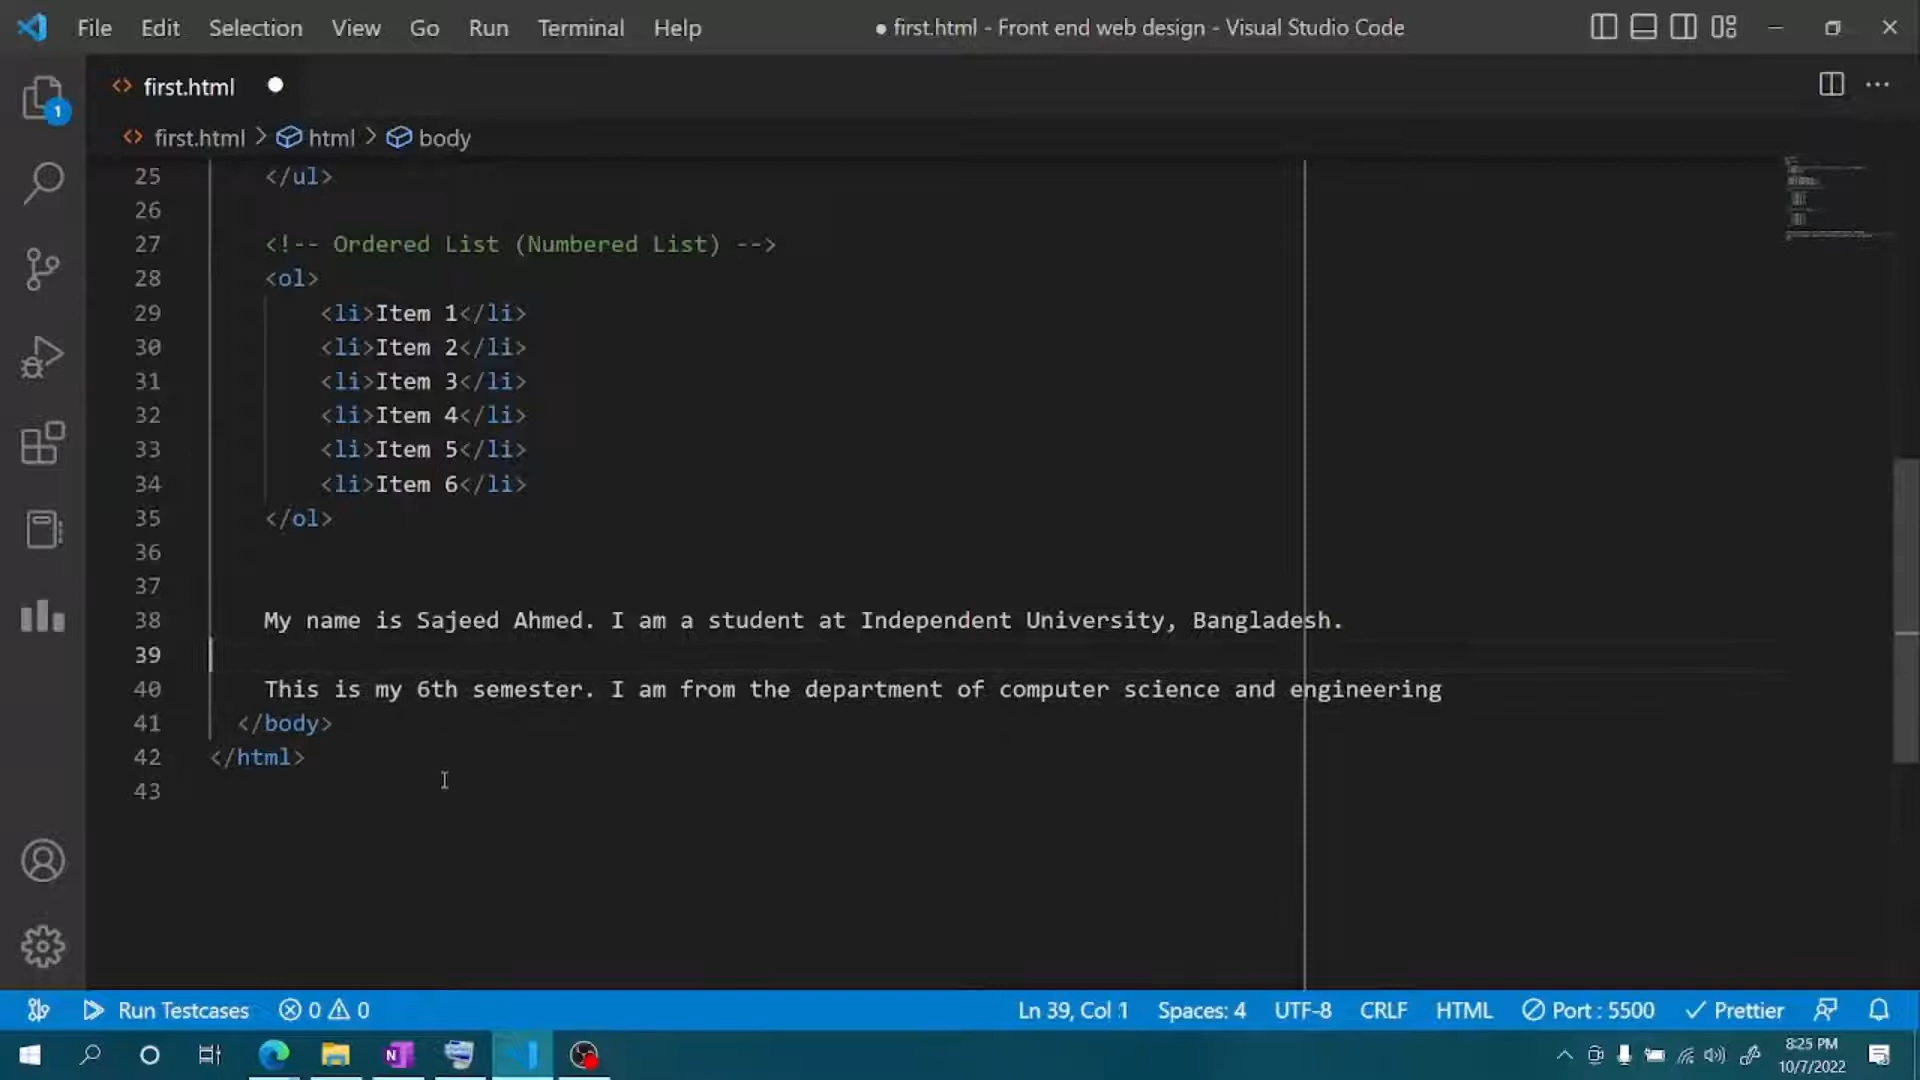 File Edit Selection View Go Run Terminal Help ● first.html - Front end web design - Visual Studio Code
first.html
1
first.html > html > body
25 </ul>
26
27 <!-- Ordered List (Numbered List) -->
28 <ol>
29 <li>Item 1</li>
30 <li>Item 2</li>
31 <li>Item 3</li>
32 <li>Item 4</li>
33 <li>Item 5</li>
34 <li>Item 6</li>
35 </ol>
36
37
38 My name is Sajeed Ahmed. I am a student at Independent University, Bangladesh.
39
40 This is my 6th semester. I am from the department of computer science and engineering
41 </body>
42 </html>
43
Run Testcases 0 0 Ln 39, Col 1 Spaces: 4 UTF-8 CRLF HTML Port : 5500 Prettier
N
8:25 PM
10/7/2022